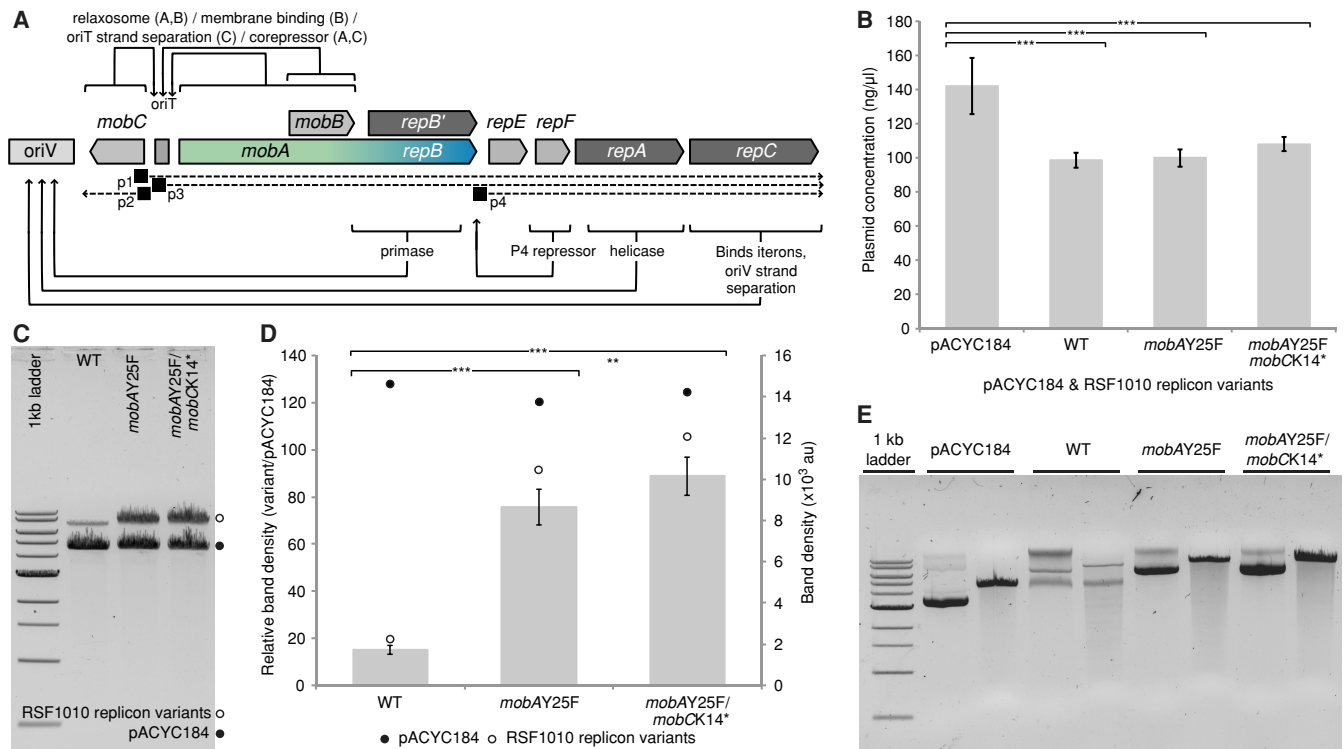 A
relaxosome (A,B) / membrane binding (B) /
oriT strand separation (C) / corepressor (A,C)
oriT
mobC
mobB
repB'
repE
repF
oriV
mobA
repB
repA
repC
p1
p2
p3
p4
primase
P4 repressor
helicase
Binds iterons,
oriV strand
separation
B
Plasmid concentration (ng/µl)
180
160
140
120
100
80
60
40
20
0
***
***
***
pACYC184
WT
mobAY25F
mobAY25F
mobCK14*
pACYC184 & RSF1010 replicon variants
C
1kb ladder
WT
mobAY25F
mobAY25F/
mobCK14*
RSF1010 replicon variants
pACYC184
D
Relative band density (variant/pACYC184)
140
120
100
80
60
40
20
0
***
**
***
16
14
12
10
8
6
4
2
0
Band density (x10³ au)
WT
mobAY25F
mobAY25F/
mobCK14*
pACYC184
RSF1010 replicon variants
E
1 kb
ladder
pACYC184
WT
mobAY25F
mobAY25F/
mobCK14*